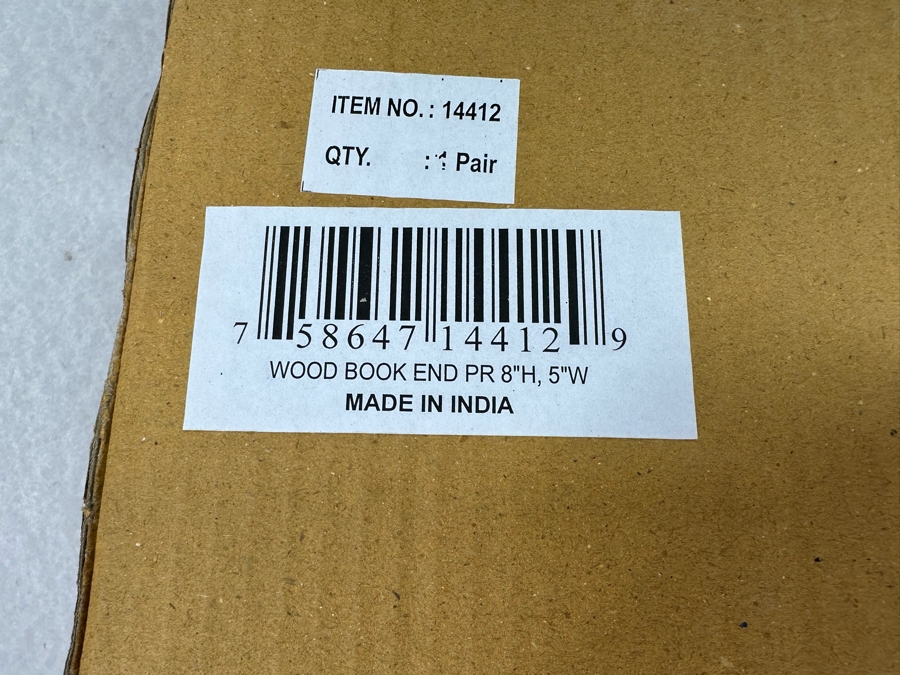 ITEM NO. : 14412
QTY. : 1 Pair
7 58647 14412 9
WOOD BOOK END PR 8"H, 5"W
MADE IN INDIA